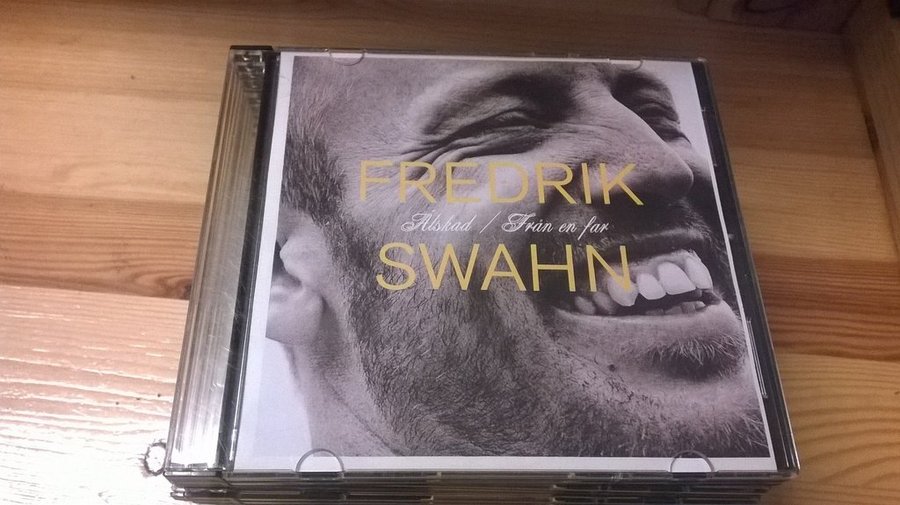 FREDRIK
Älskad / Från en far
SWAHN